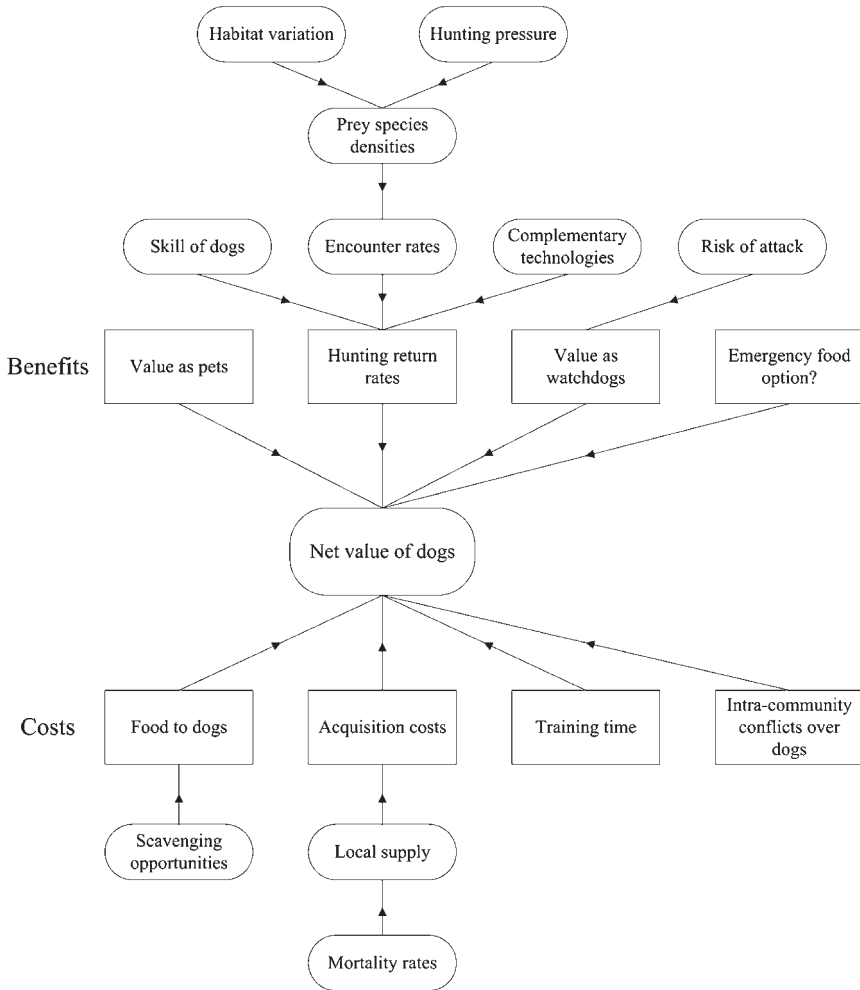 Habitat variation
Hunting pressure
Prey species
densities
Skill of dogs
Encounter rates
Complementary
technologies
Risk of attack
Benefits
Value as pets
Hunting return
rates
Value as
watchdogs
Emergency food
option?
Net value of dogs
Costs
Food to dogs
Acquisition costs
Training time
Intra-community
conflicts over
dogs
Scavenging
opportunities
Local supply
Mortality rates